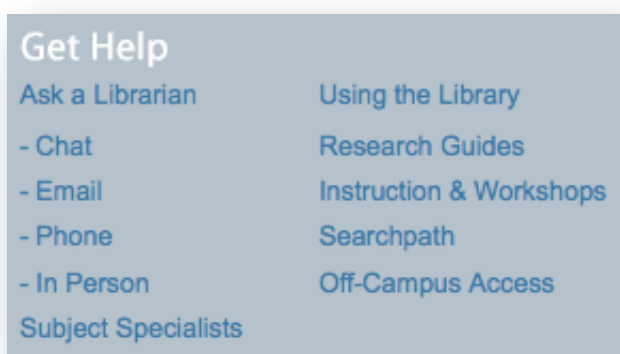 Get Help
Ask a Librarian
- Chat
- Email
- Phone
- In Person
Subject Specialists
Using the Library
Research Guides
Instruction & Workshops
Searchpath
Off-Campus Access